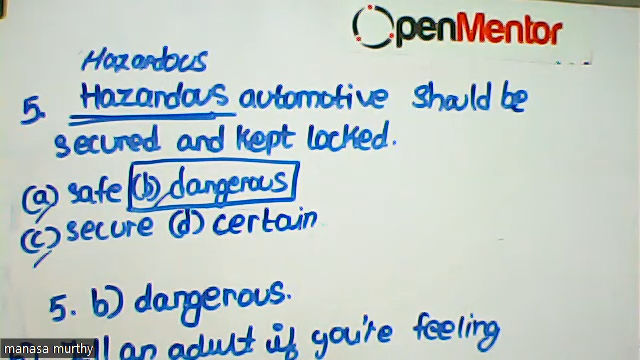 OpenMentor
Hazardous
5. Hazardous automotive should be
secured and kept locked.
(a) safe (b) dangerous
(c) secure (d) certain
5. b) dangerous.
an adult if you're feeling
manasa murthy